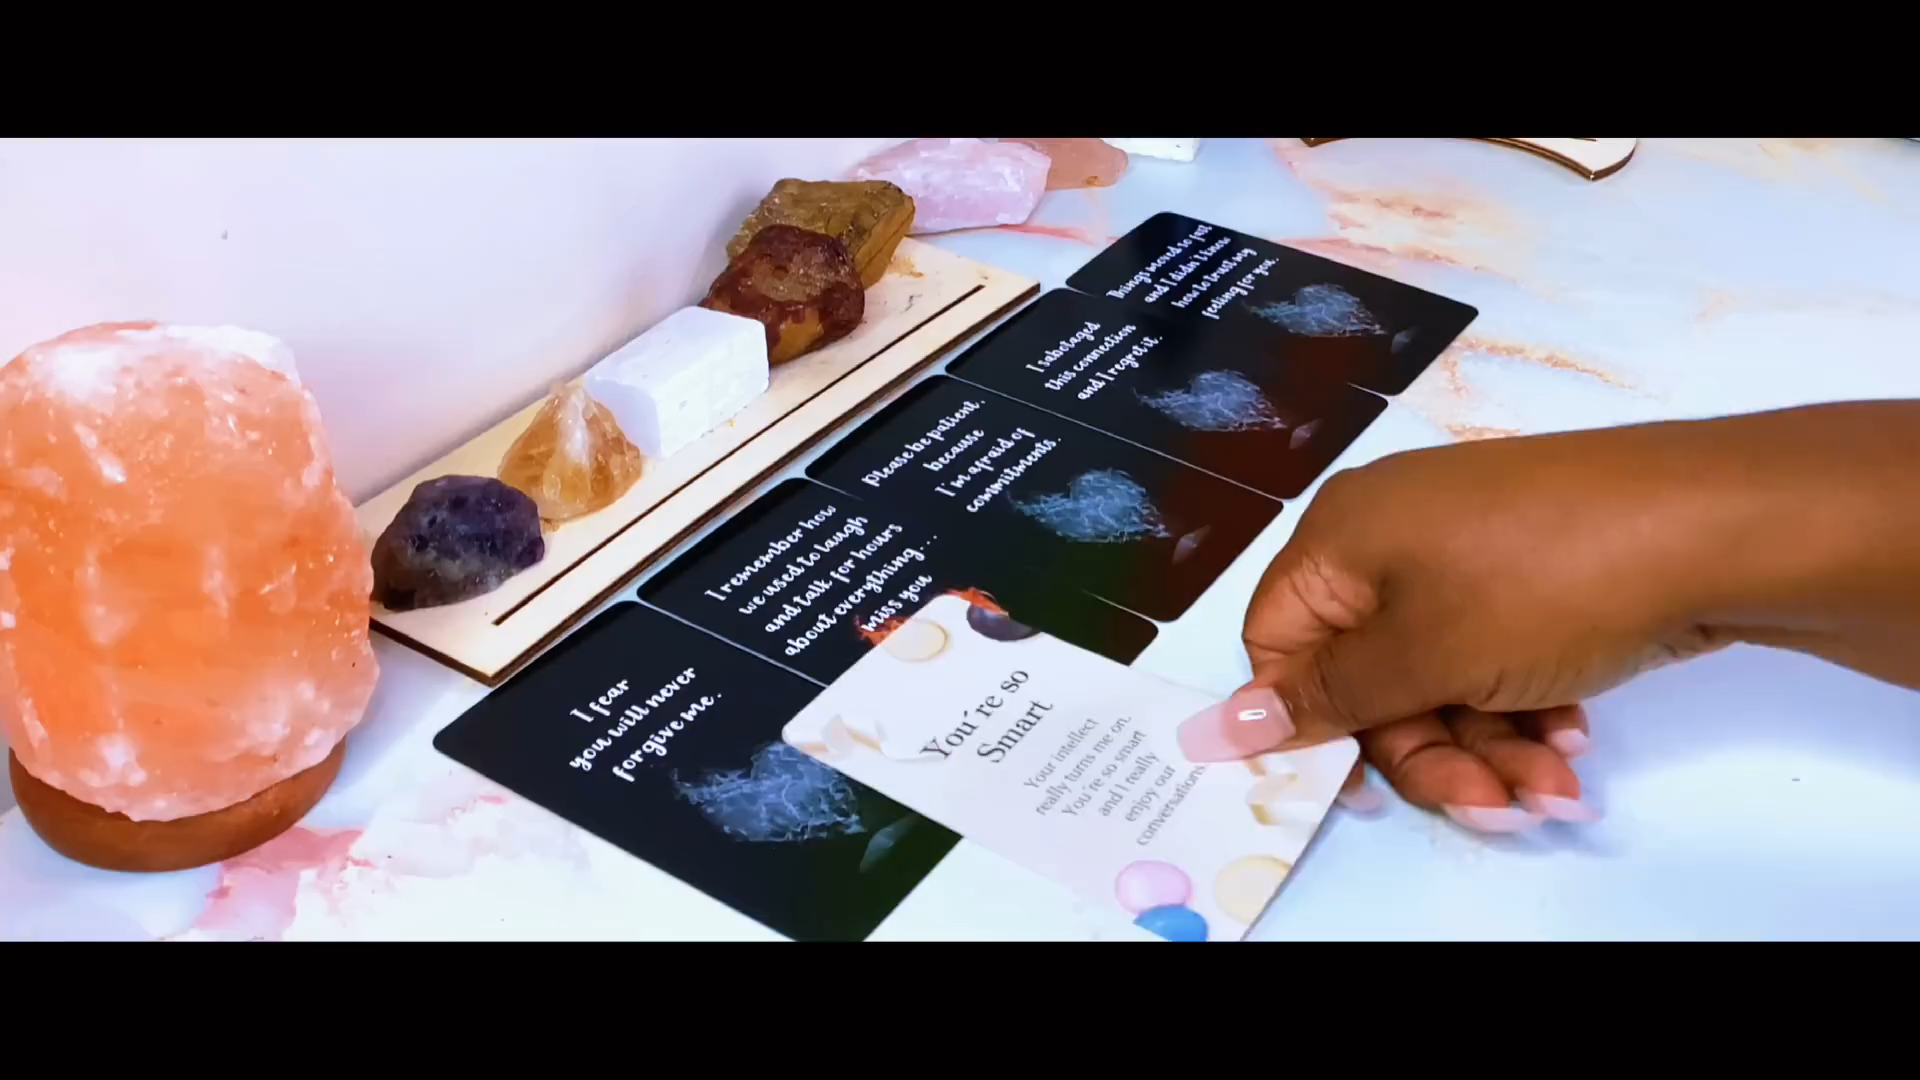 Things moved so fast
and I didn't know
how to trust my
feeling for you.
I sabotaged
this connection
and I regret it.
Please be patient,
because
I'm afraid of
commitments.
I remember how
we used to laugh
and talk for hours
about everything...
miss you
I fear
you will never
forgive me.
You're so
Smart
Your intellect
really turns me on.
You're so smart
and I really
enjoy our
conversations